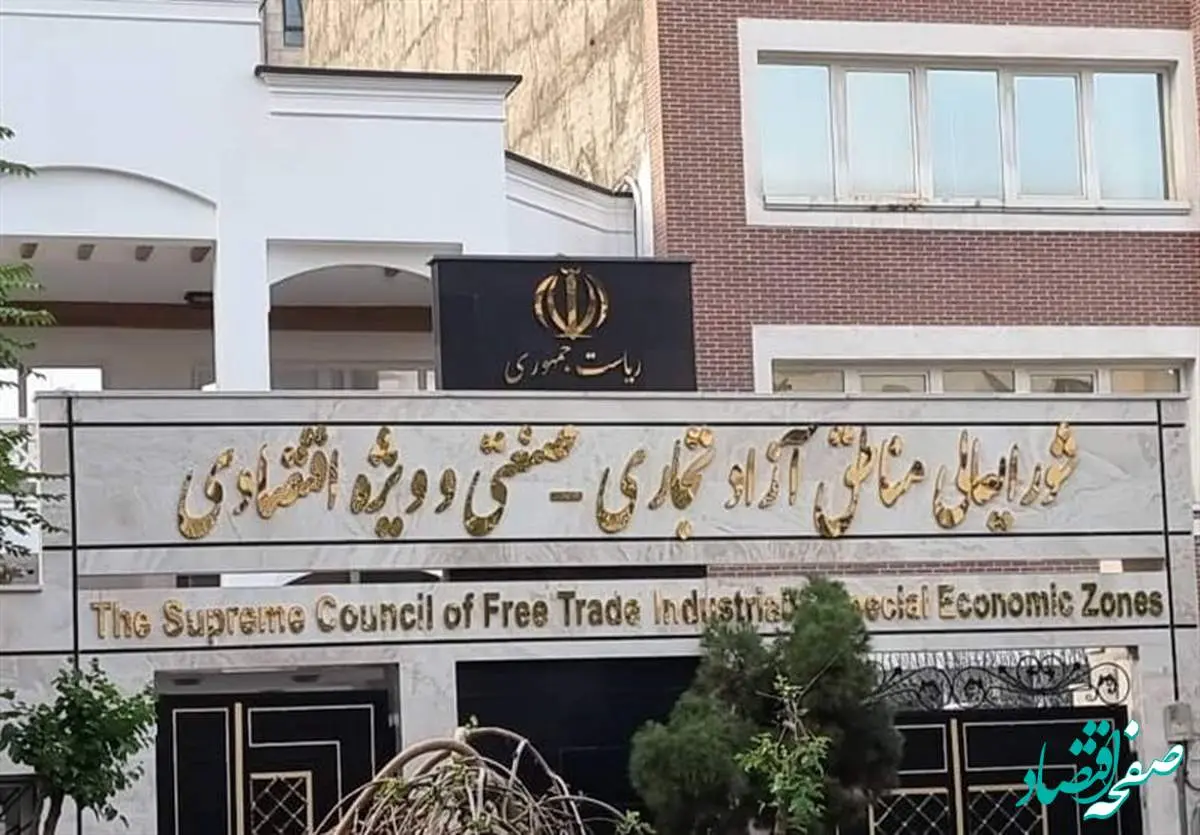 ریاست جمهوری
شورایعالی مناطق آزاد تجاری - صنعتی و ویژه اقتصادی
The Supreme Council of Free Trade Industrial Special Economic Zones
صفحه اقتصاد